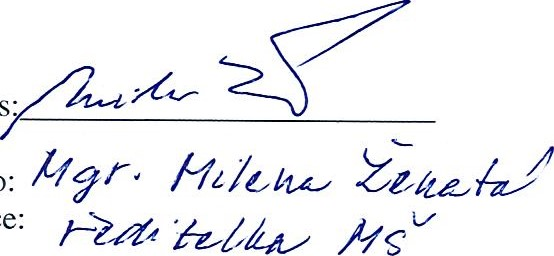 s:
o: Mgr. Milena Ženatá
ce: ředitelka MŠ